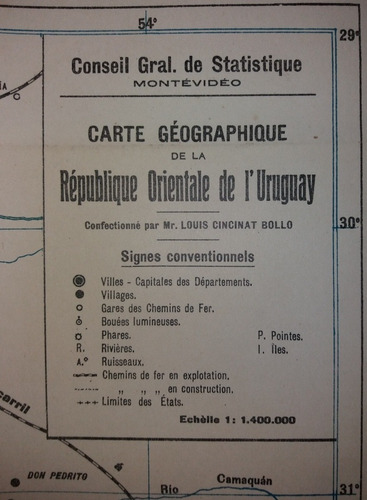 54°
29°
Conseil Gral. de Statistique
MONTÉVIDÉO
CARTE GÉOGRAPHIQUE
DE LA
République Orientale de l'Uruguay
Confectionné par Mr. LOUIS CINCINAT BOLLO
30°
Signes conventionnels
Villes - Capitales des Départements.
Villages.
Gares des Chemins de Fer.
Bouées lumineuses.
Phares. P. Pointes.
R. Rivières. I. Îles.
A.° Ruisseaux.
Chemins de fer en explotation.
„ „ „ en construction.
Limites des États.
Echèlle 1: 1.400.000
carril
DON PEDRITO
Rio Camaquán
31°